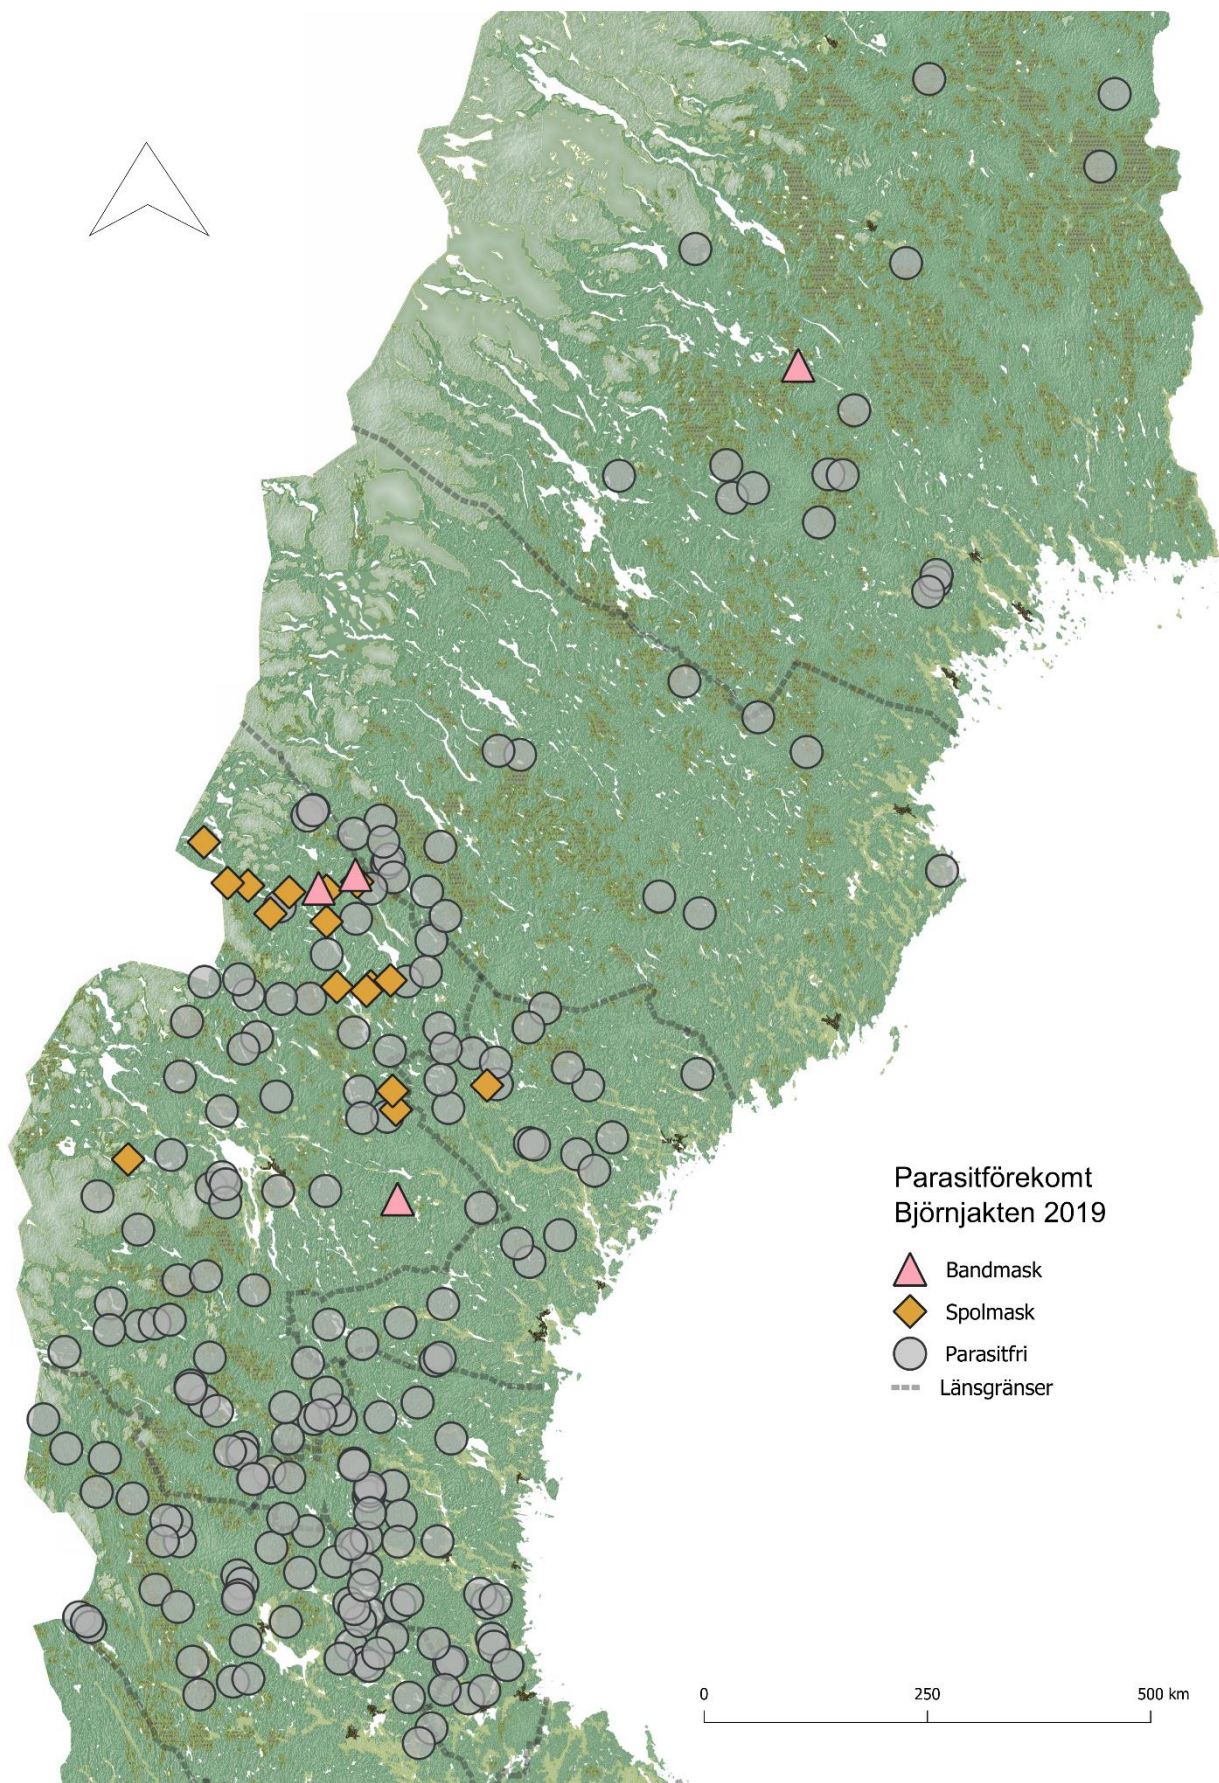 Parasitförekomt
Björnjakten 2019
Bandmask
Spolmask
Parasitfri
Länsgränser
0 250 500 km